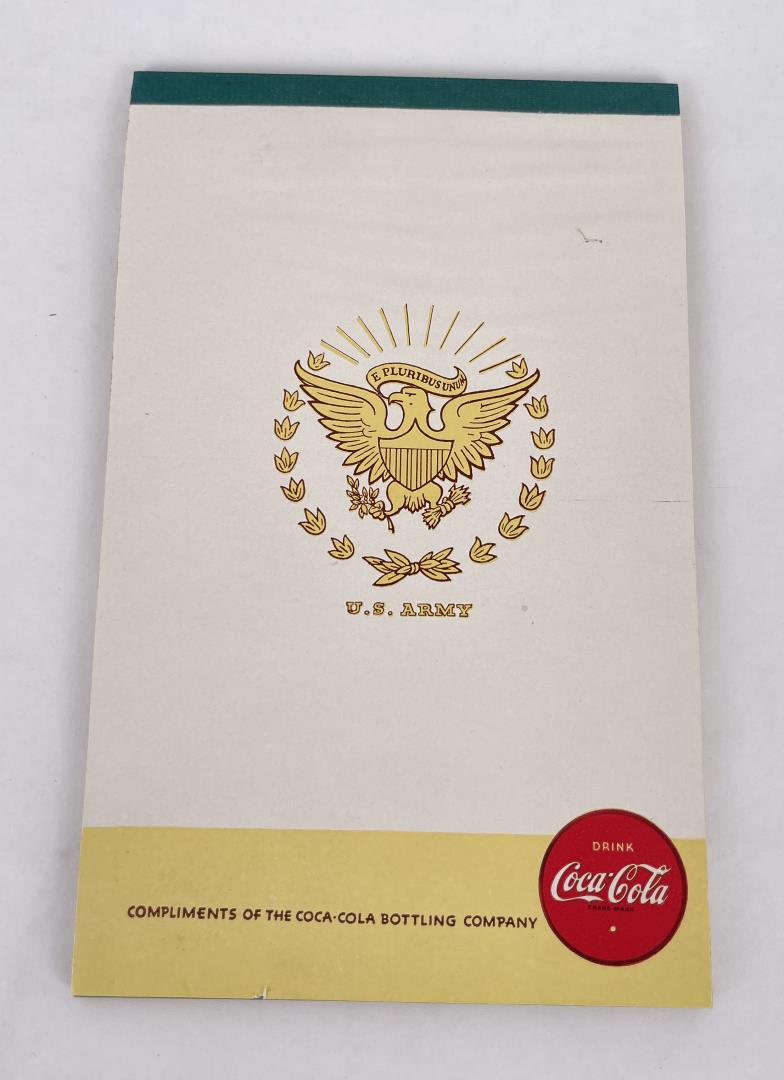 E PLURIBUS UNUM
U.S. ARMY
DRINK
Coca-Cola
TRADE-MARK
COMPLIMENTS OF THE COCA-COLA BOTTLING COMPANY